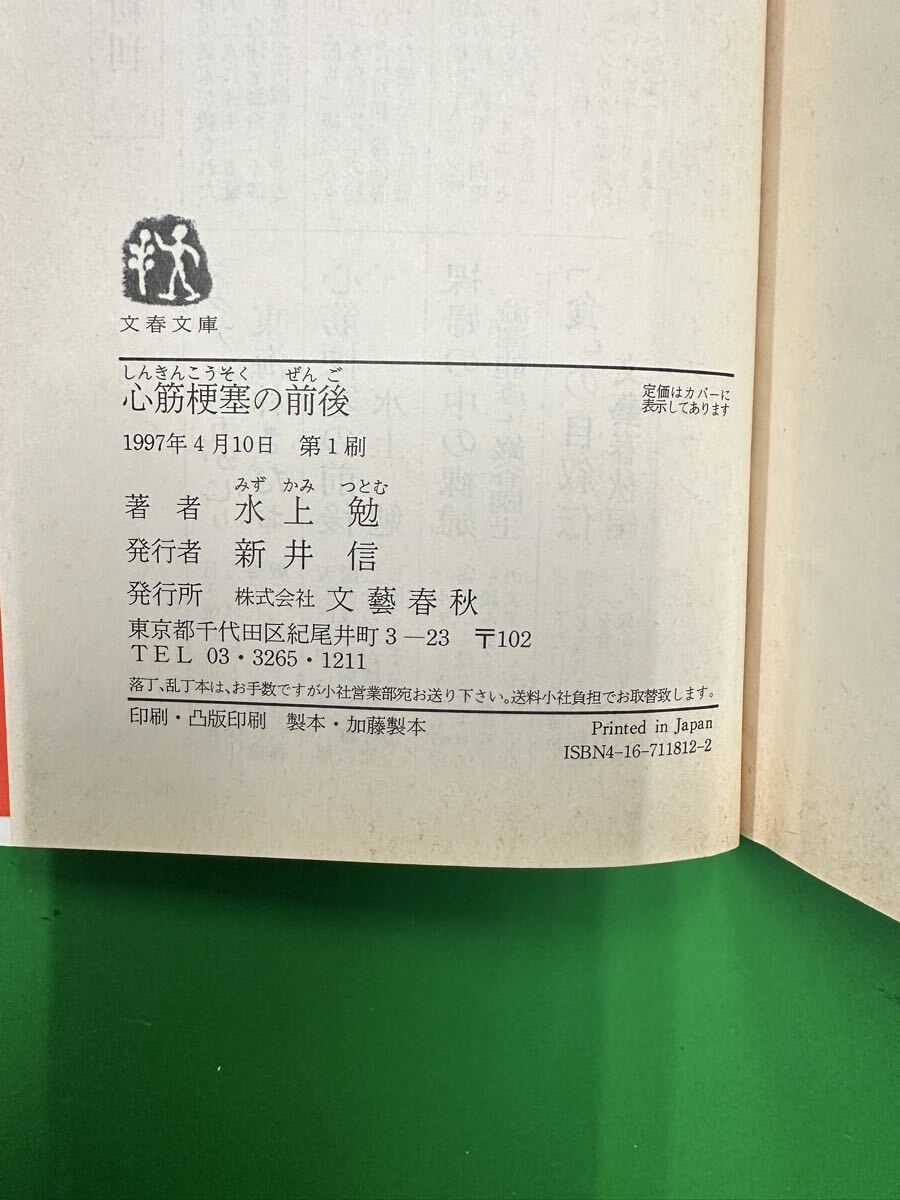 文春文庫
しんきんこうそく ぜんご
心筋梗塞の前後
定価はカバーに
表示してあります
1997年4月10日 第1刷
みず かみ つとむ
著 者 水上 勉
発行者 新井 信
発行所 株式会社 文藝春秋
東京都千代田区紀尾井町3—23 〒102
TEL 03・3265・1211
落丁、乱丁本は、お手数ですが小社営業部宛お送り下さい。送料小社負担でお取替致します。
印刷・凸版印刷 製本・加藤製本
Printed in Japan
ISBN4-16-711812-2